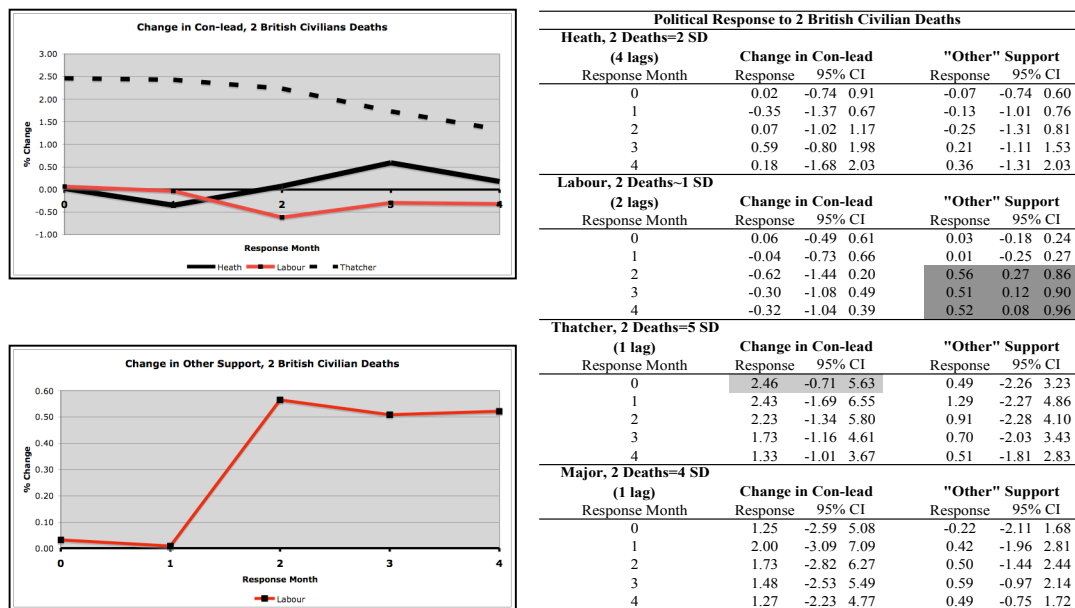 Change in Con-lead, 2 British Civilians Deaths
3.00
2.50
2.00
1.50
1.00
0.50
0.00
-0.50
-1.00
% Change
0 1 2 3 4
Response Month
Heath Labour Thatcher
Change in Other Support, 2 British Civilian Deaths
0.60
0.50
0.40
0.30
0.20
0.10
0.00
% Change
0 1 2 3 4
Response Month
Labour
Political Response to 2 British Civilian Deaths
Heath, 2 Deaths=2 SD
(4 lags) Change in Con-lead "Other" Support
Response Month Response 95% CI Response 95% CI
0 0.02 -0.74 0.91 -0.07 -0.74 0.60
1 -0.35 -1.37 0.67 -0.13 -1.01 0.76
2 0.07 -1.02 1.17 -0.25 -1.31 0.81
3 0.59 -0.80 1.98 0.21 -1.11 1.53
4 0.18 -1.68 2.03 0.36 -1.31 2.03
Labour, 2 Deaths~1 SD
(2 lags) Change in Con-lead "Other" Support
Response Month Response 95% CI Response 95% CI
0 0.06 -0.49 0.61 0.03 -0.18 0.24
1 -0.04 -0.73 0.66 0.01 -0.25 0.27
2 -0.62 -1.44 0.20 0.56 0.27 0.86
3 -0.30 -1.08 0.49 0.51 0.12 0.90
4 -0.32 -1.04 0.39 0.52 0.08 0.96
Thatcher, 2 Deaths=5 SD
(1 lag) Change in Con-lead "Other" Support
Response Month Response 95% CI Response 95% CI
0 2.46 -0.71 5.63 0.49 -2.26 3.23
1 2.43 -1.69 6.55 1.29 -2.27 4.86
2 2.23 -1.34 5.80 0.91 -2.28 4.10
3 1.73 -1.16 4.61 0.70 -2.03 3.43
4 1.33 -1.01 3.67 0.51 -1.81 2.83
Major, 2 Deaths=4 SD
(1 lag) Change in Con-lead "Other" Support
Response Month Response 95% CI Response 95% CI
0 1.25 -2.59 5.08 -0.22 -2.11 1.68
1 2.00 -3.09 7.09 0.42 -1.96 2.81
2 1.73 -2.82 6.27 0.50 -1.44 2.44
3 1.48 -2.53 5.49 0.59 -0.97 2.14
4 1.27 -2.23 4.77 0.49 -0.75 1.72